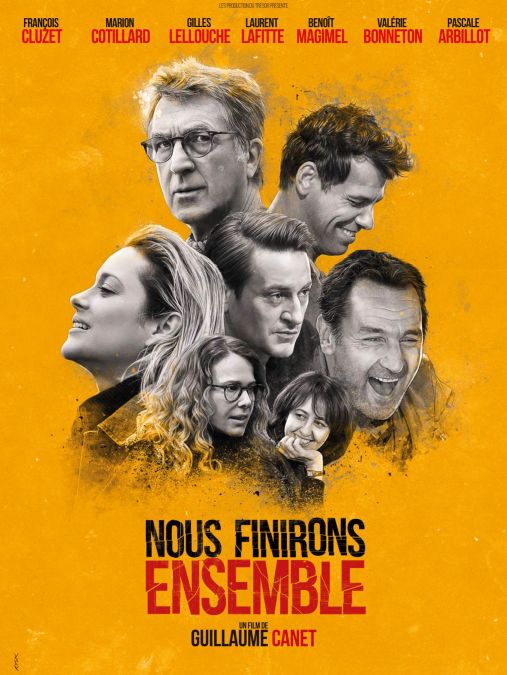 LES PRODUCTIONS DU TRESOR PRÉSENTE
FRANÇOIS CLUZET
MARION COTILLARD
GILLES LELLOUCHE
LAURENT LAFITTE
BENOÎT MAGIMEL
VALÉRIE BONNETON
PASCALE ARBILLOT
NOUS FINIRONS
ENSEMBLE
UN FILM DE
GUILLAUME CANET